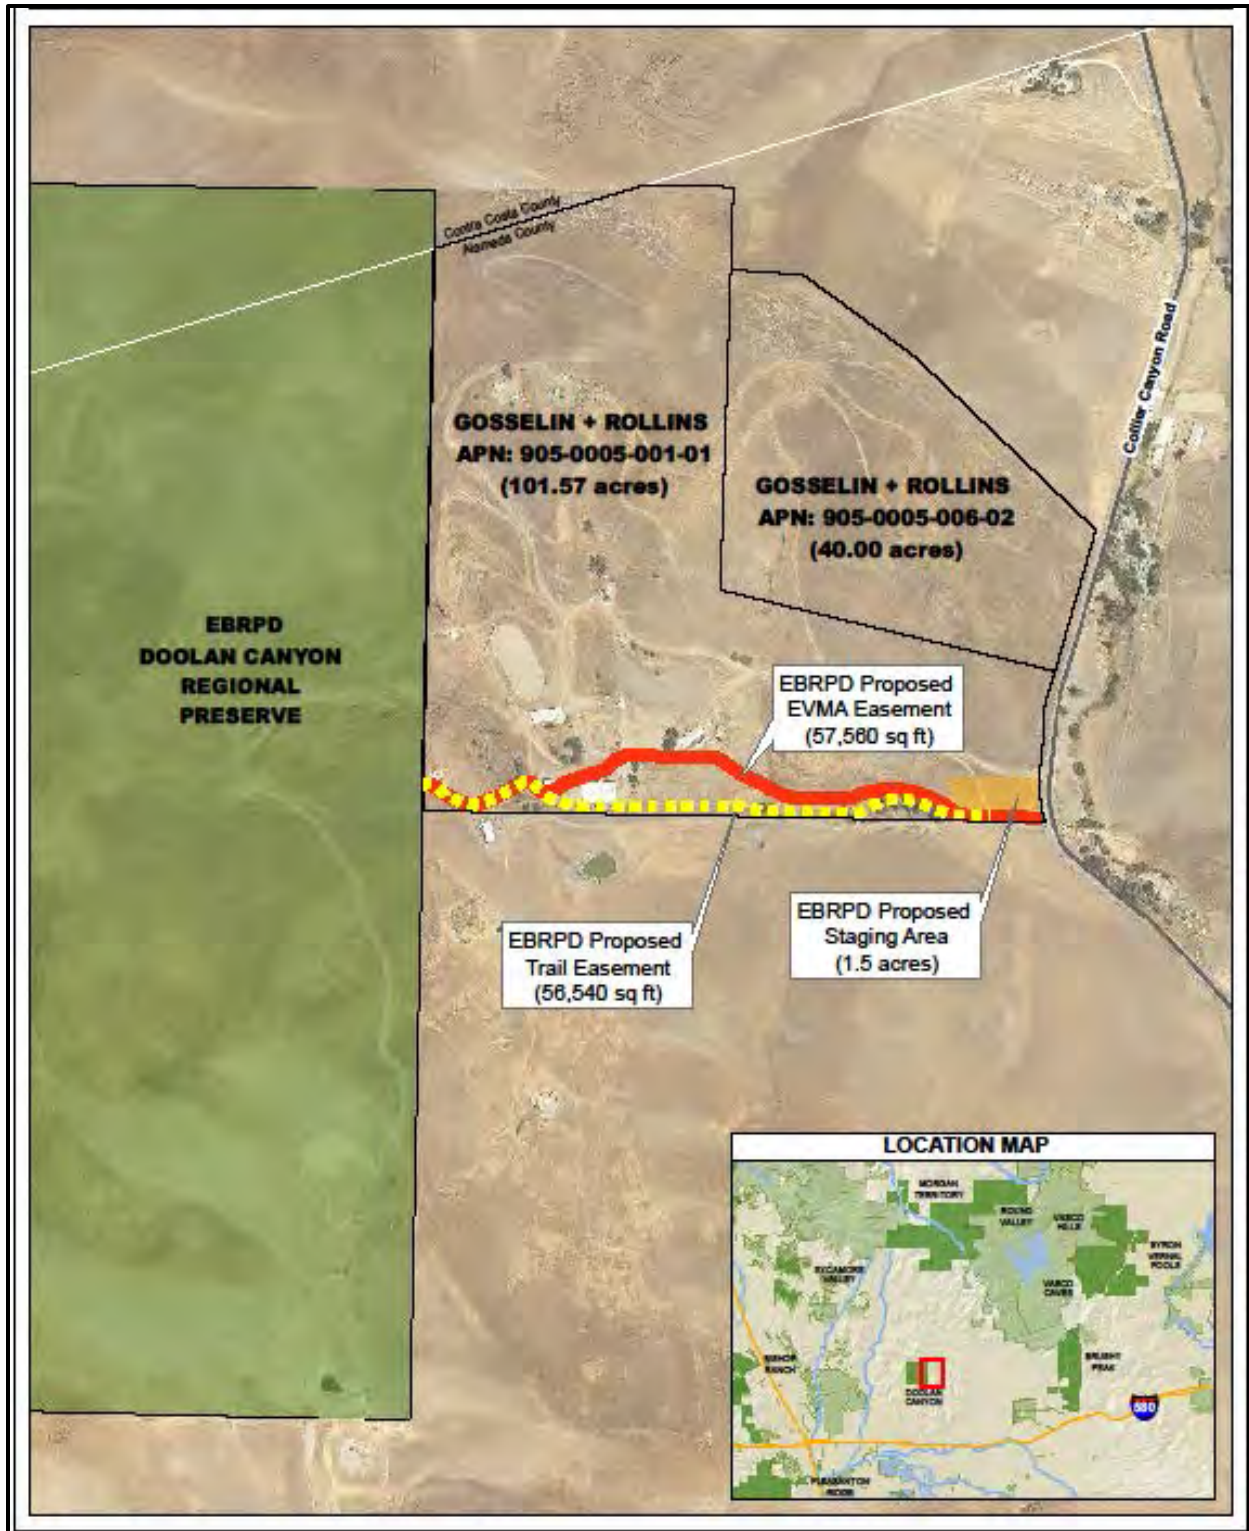 Contra Costa County
Alameda County
Collier Canyon Road
GOSSELIN + ROLLINS
APN: 905-0005-001-01
(101.57 acres)
GOSSELIN + ROLLINS
APN: 905-0005-006-02
(40.00 acres)
EBRPD
DOOLAN CANYON
REGIONAL
PRESERVE
EBRPD Proposed
EVMA Easement
(57,560 sq ft)
EBRPD Proposed
Staging Area
(1.5 acres)
EBRPD Proposed
Trail Easement
(56,540 sq ft)
LOCATION MAP
MORGAN
TERRITORY
ROUND
VALLEY
VASCO
HILLS
BYRON
VERNAL
POOLS
SYCAMORE
VALLEY
VASCO
CAVES
BISHOP
RANCH
BRUSHY
PEAK
DOOLAN
CANYON
580
PLEASANTON
RIDGE